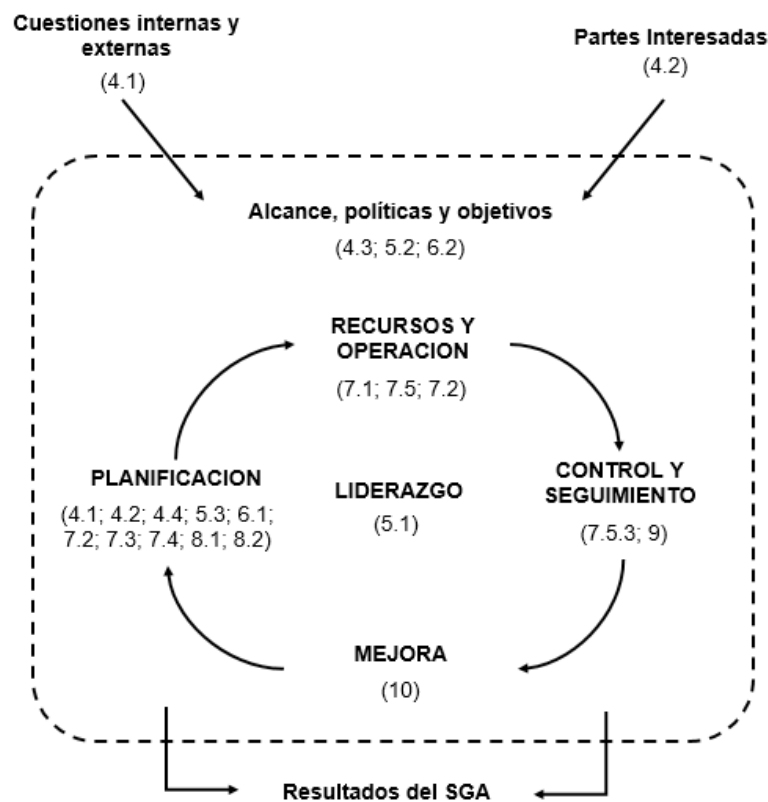 Cuestiones internas y
externas
(4.1)
Partes Interesadas
(4.2)
Alcance, políticas y objetivos
(4.3; 5.2; 6.2)
RECURSOS Y
OPERACION
(7.1; 7.5; 7.2)
PLANIFICACION
(4.1; 4.2; 4.4; 5.3; 6.1;
7.2; 7.3; 7.4; 8.1; 8.2)
LIDERAZGO
(5.1)
CONTROL Y
SEGUIMIENTO
(7.5.3; 9)
MEJORA
(10)
Resultados del SGA